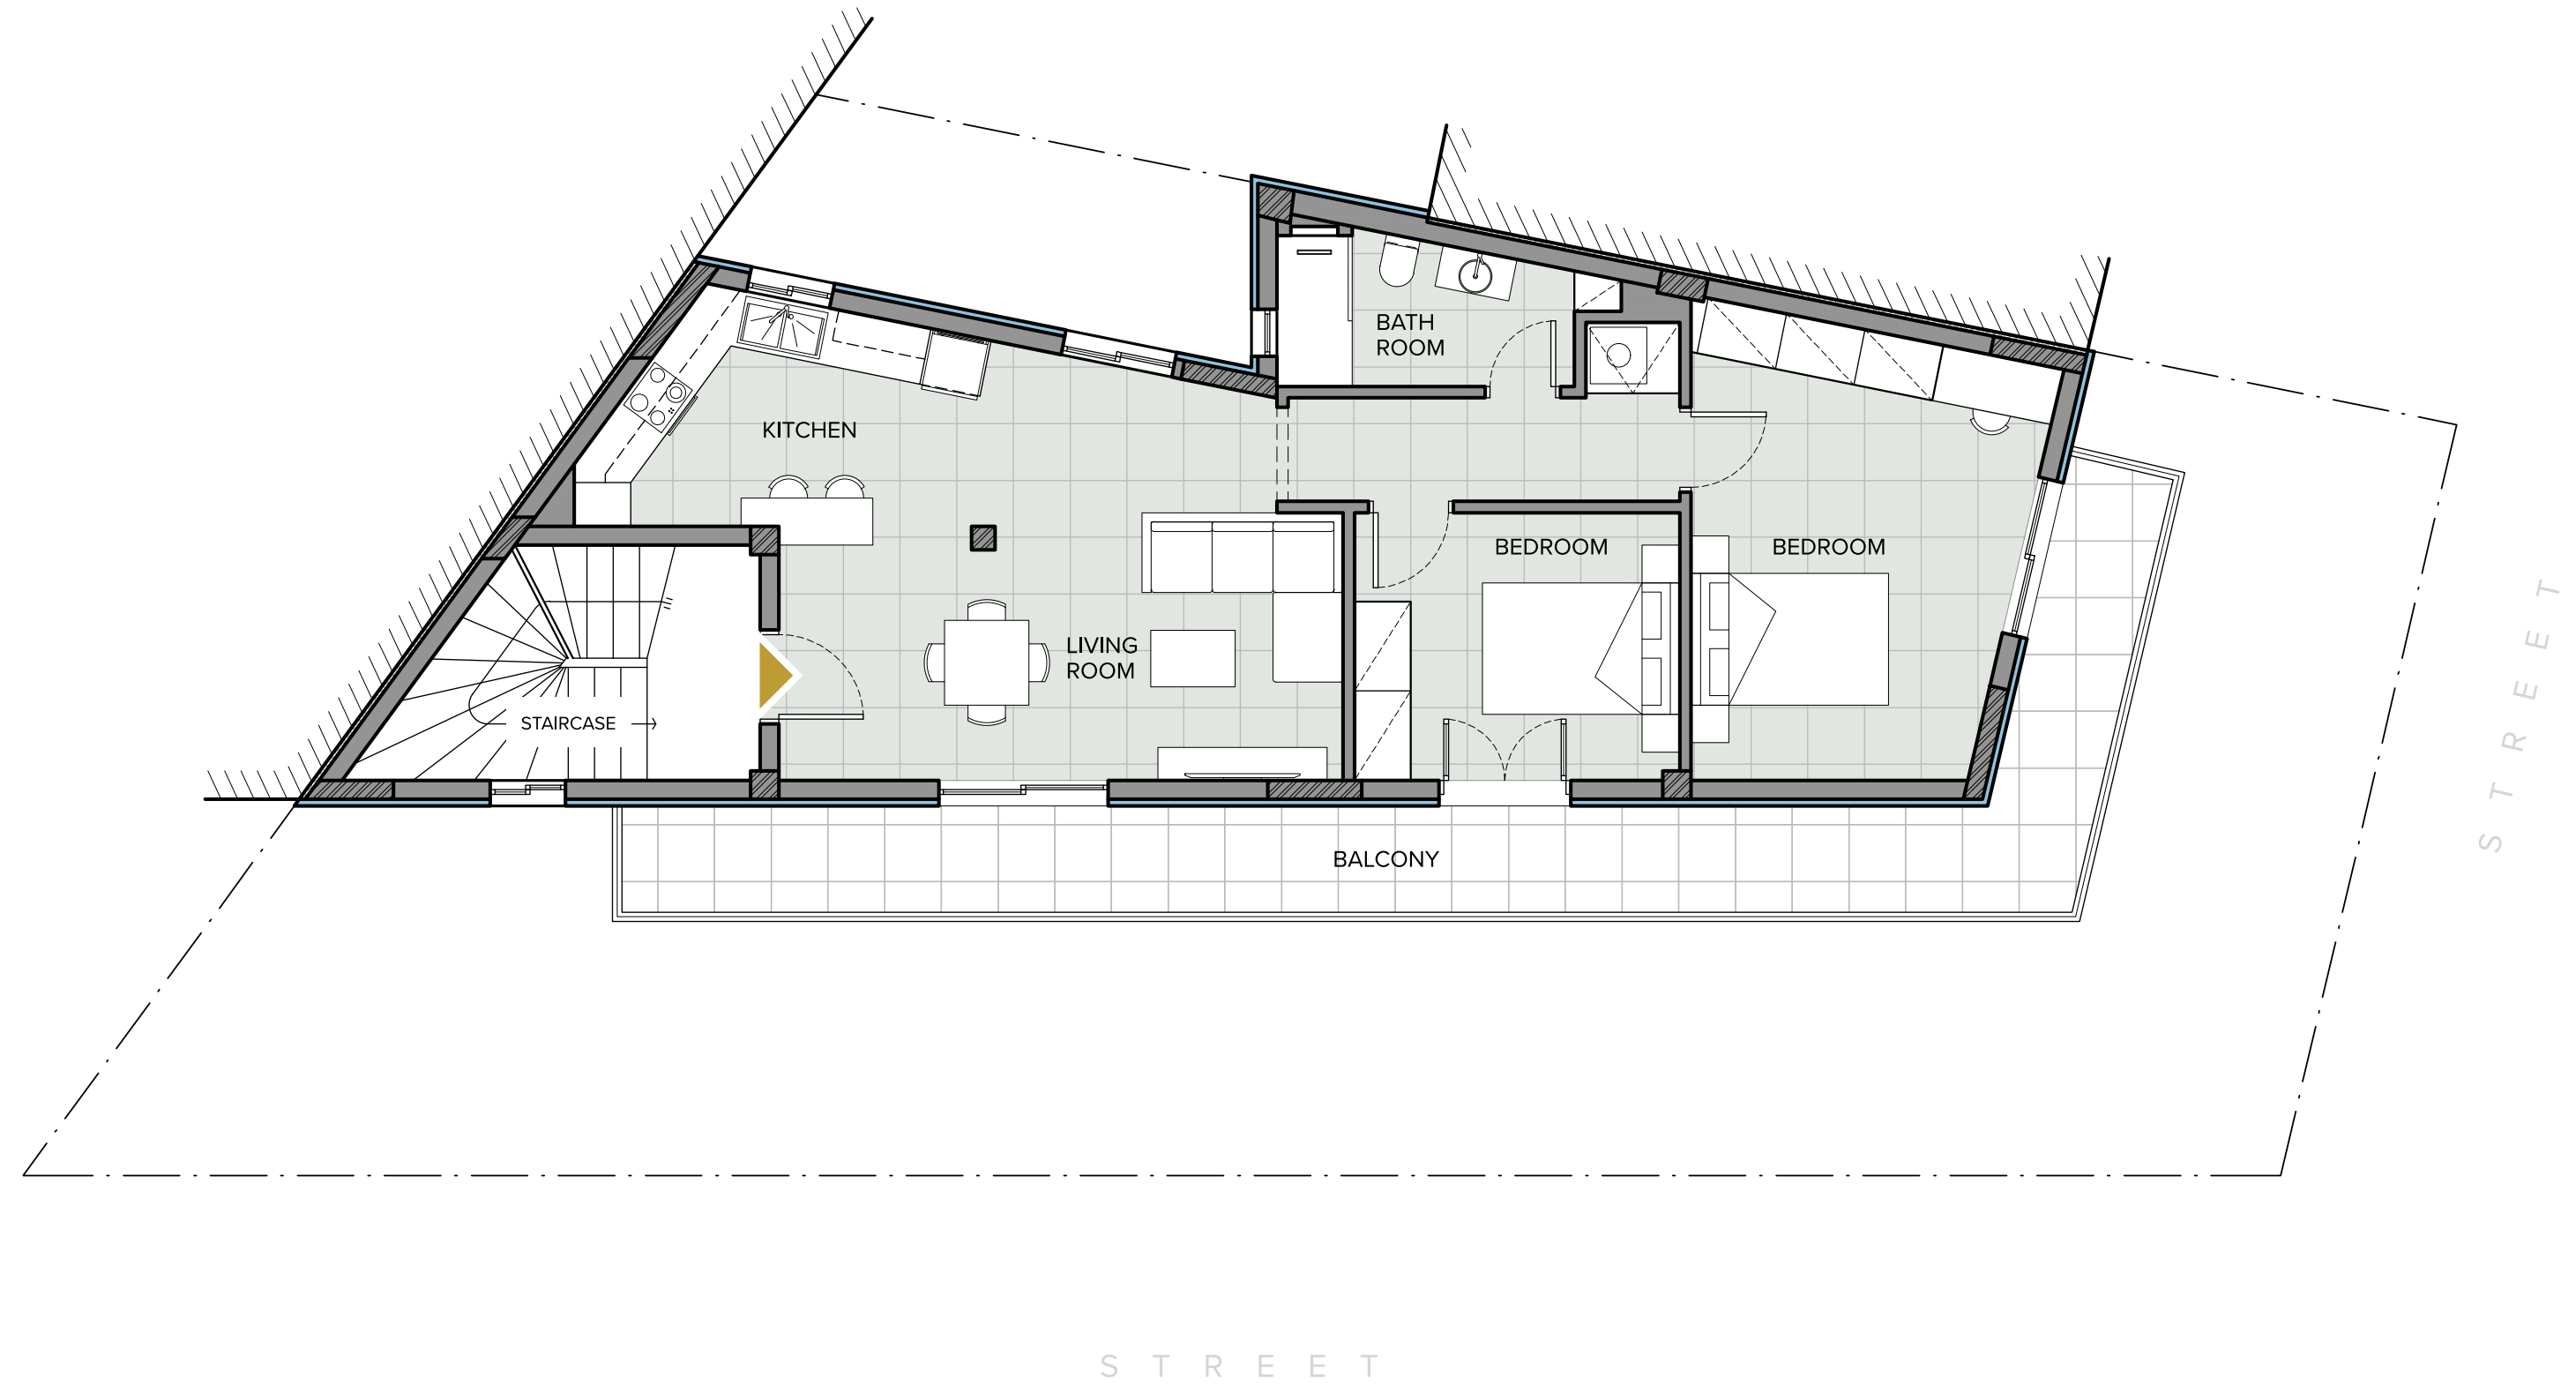 BATH
ROOM
KITCHEN
BEDROOM
BEDROOM
LIVING
ROOM
STAIRCASE
BALCONY
STREET
STREET